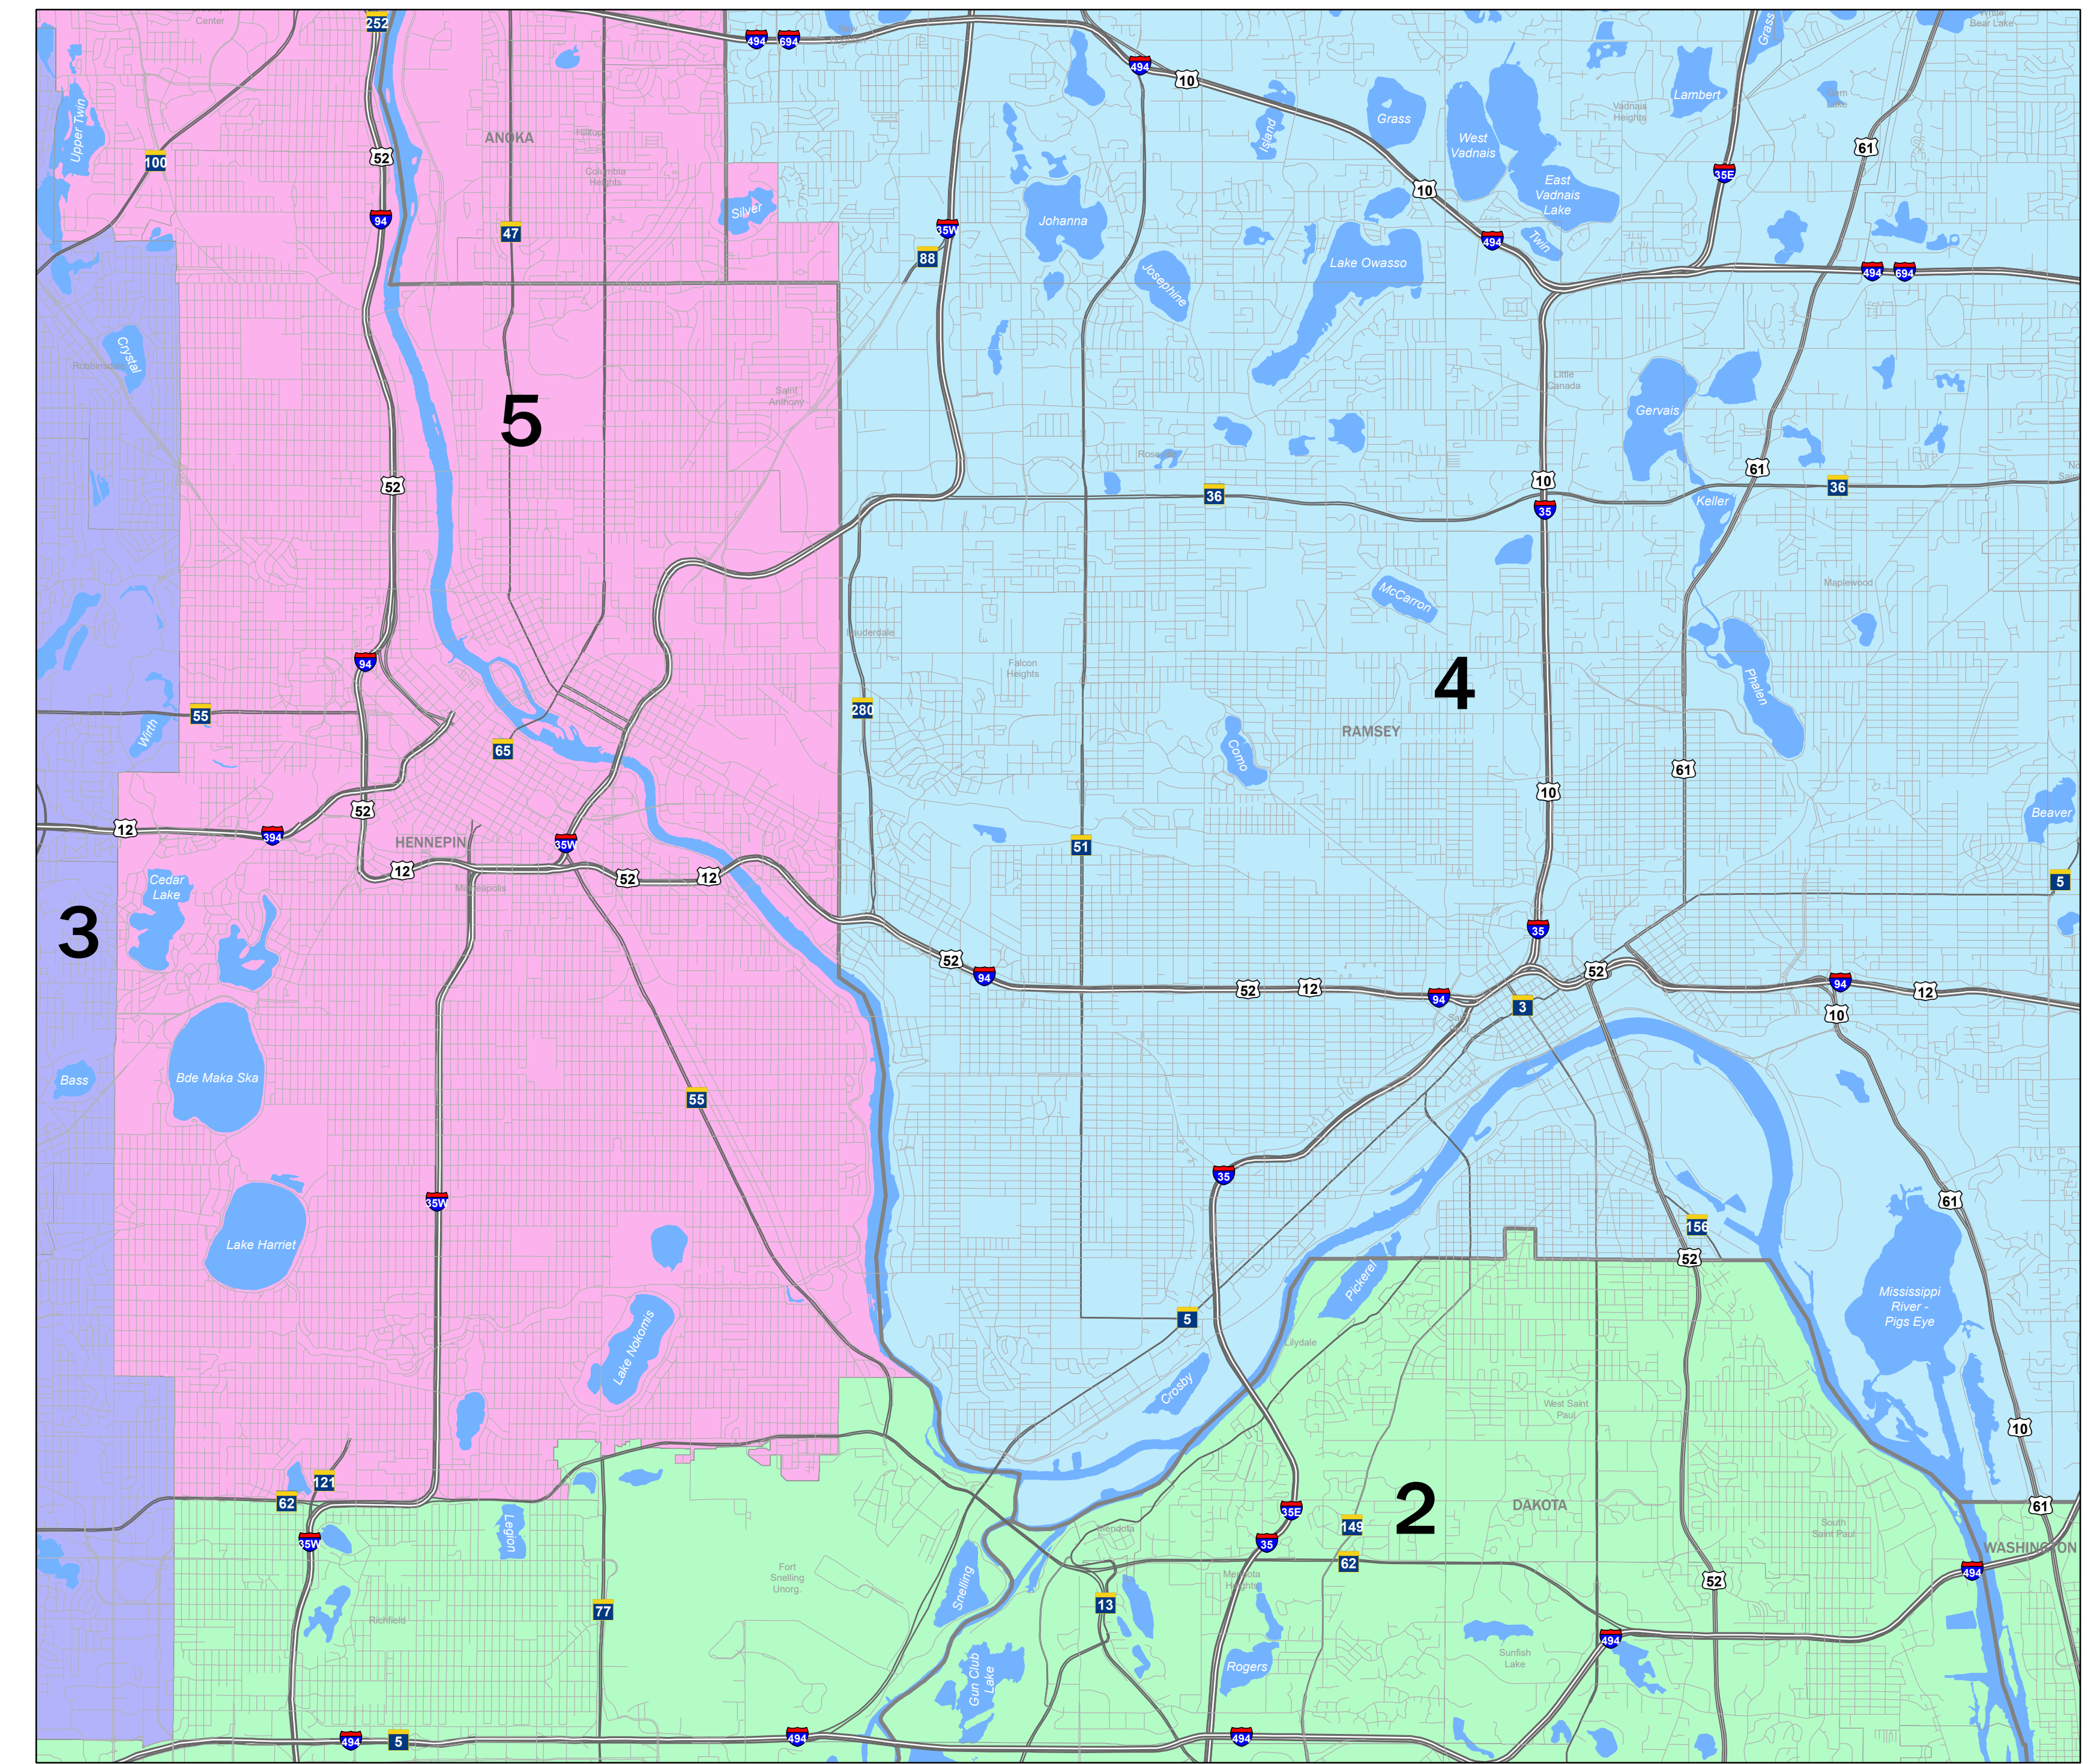 Center
252
494
694
White
Bear Lake
Grass
494
10
Upper Twin
ANOKA
Hilltop
Island
Grass
West
Vadnais
Vadnais
Heights
Lambert
Gem
Lake
61
100
52
Columbia
Heights
35E
10
East
Vadnais
Lake
94
47
Silver
35W
Johanna
Twin
494
88
Josephine
Lake Owasso
494
694
Crystal
Robbinsdale
Saint
Anthony
Little
Canada
5
Gervais
Roseville
52
36
10
35
61
36
Keller
McCarron
Maplewood
Lauderdale
94
Falcon
Heights
4
Phalen
55
Wirth
65
280
RAMSEY
Como
61
10
52
12
394
HENNEPIN
35W
51
Beaver
12
52
12
Minneapolis
5
Cedar
Lake
3
35
52
94
52
12
94
52
3
94
12
10
Bass
Bde Maka Ska
55
35
35W
61
156
Lake Harriet
52
Pickerel
Mississippi
River -
Pigs Eye
Lake Nokomis
5
Lilydale
Crosby
West Saint
Paul
10
121
62
2
DAKOTA
61
35E
149
South
Saint Paul
35W
Legion
Mendota
35
62
WASHINGTON
494
Fort
Snelling
Unorg.
Snelling
Mendota
Heights
52
Richfield
77
13
494
Gun Club
Lake
Rogers
Sunfish
Lake
494
5
494
494